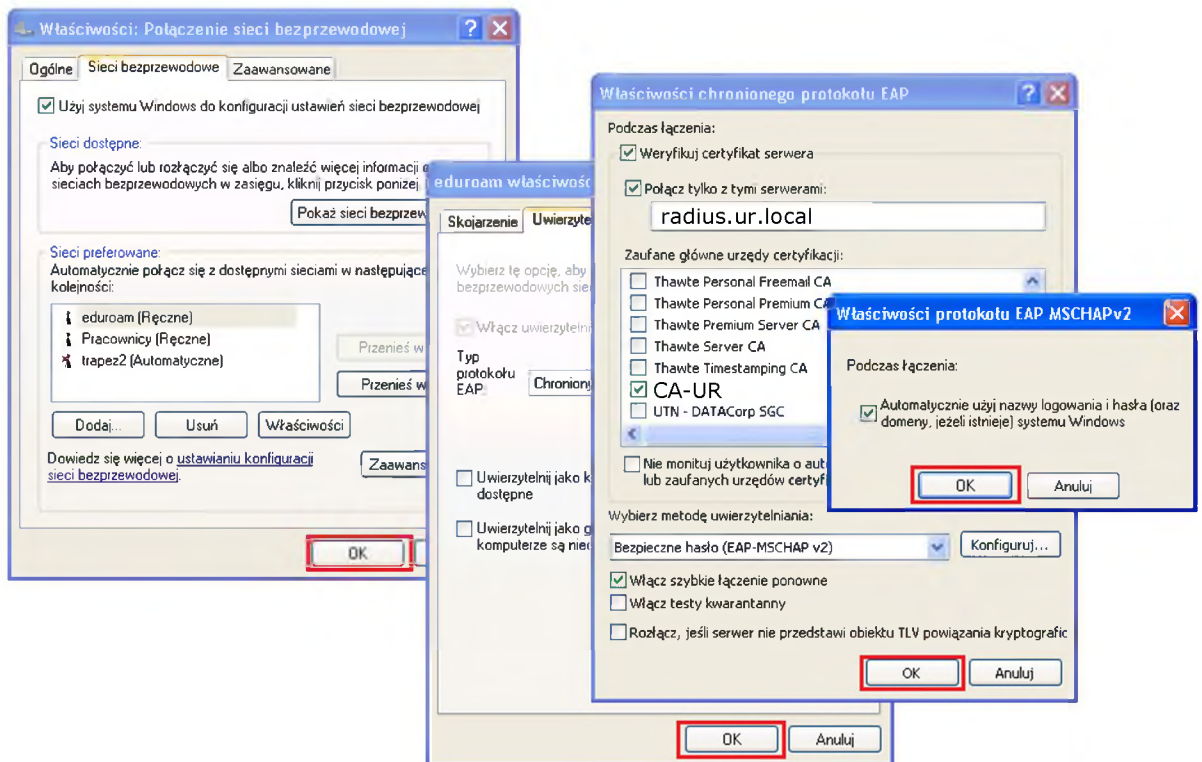 Właściwości: Połączenie sieci bezprzewodowej
Ogólne
Sieci bezprzewodowe
Zaawansowane
Użyj systemu Windows do konfiguracji ustawień sieci bezprzewodowej
Sieci dostępne:
Aby połączyć lub rozłączyć się albo znaleźć więcej informacji
sieciach bezprzewodowych w zasięgu, kliknij przycisk poniżej.
Pokaż sieci bezprzew
Sieci preferowane:
Automatycznie połącz się z dostępnymi sieciami w następujące
kolejności:
eduroam (Ręczne)
Pracownicy (Ręczne)
trapez2 (Automatyczne)
Przenieś w
Przenieś w
Dodaj...
Usuń
Właściwości
Dowiedz się więcej o ustawianiu konfiguracji
sieci bezprzewodowej.
Zaawans
OK
eduroam właściwośc
Skojarzenie
Uwierzyte
Wybierz tę opcję, aby
bezprzewodowych sie
Włącz uwierzytelni
Typ
protokołu
EAP:
Chroniony
Uwierzytelnij jako k
dostępne
Uwierzytelnij jako g
komputerze są nied
OK
Anuluj
Właściwości chronionego protokołu EAP
Podczas łączenia:
Weryfikuj certyfikat serwera
Połącz tylko z tymi serwerami:
radius.ur.local
Zaufane główne urzędy certyfikacji:
Thawte Personal Freemail CA
Thawte Personal Premium CA
Thawte Premium Server CA
Thawte Server CA
Thawte Timestamping CA
CA-UR
UTN - DATACorp SGC
Nie monituj użytkownika o aut
lub zaufanych urzędów certyfi
Wybierz metodę uwierzytelniania:
Bezpieczne hasło (EAP-MSCHAP v2)
Konfiguruj...
Włącz szybkie łączenie ponowne
Włącz testy kwarantanny
Rozłącz, jeśli serwer nie przedstawi obiektu TLV powiązania kryptografic
OK
Anuluj
Właściwości protokołu EAP MSCHAPv2
Podczas łączenia:
Automatycznie użyj nazwy logowania i hasła (oraz
domeny, jeżeli istnieje) systemu Windows
OK
Anuluj